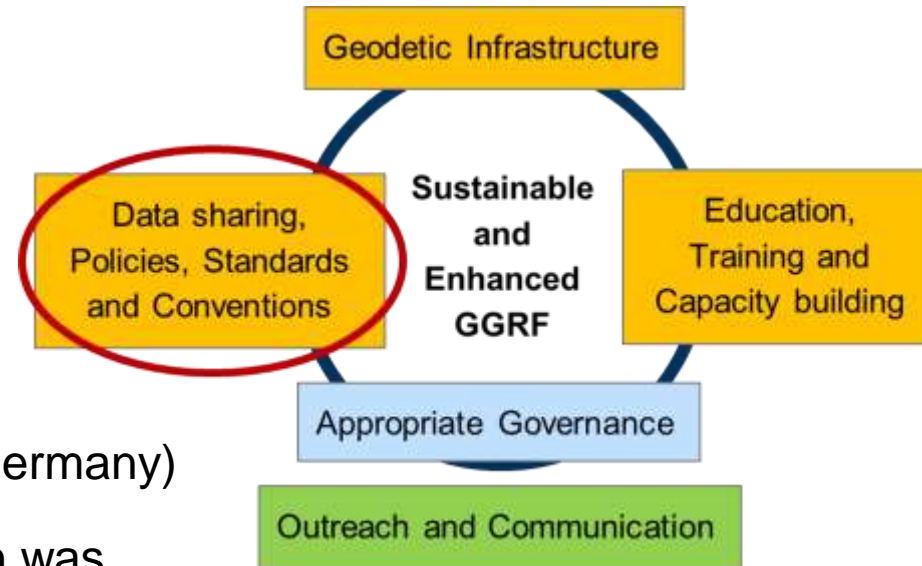 Geodetic Infrastructure
Data sharing,
Policies, Standards
and Conventions
Sustainable
and
Enhanced
GGRF
Education,
Training and
Capacity building
Appropriate Governance
ermany)
Outreach and Communication
was